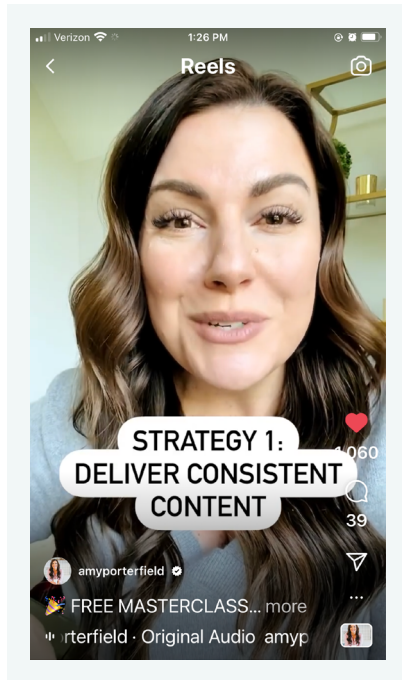 Verizon 1:26 PM
Reels
STRATEGY 1:
DELIVER CONSISTENT
CONTENT
1,060
39
amyporterfield
FREE MASTERCLASS... more
rterfield · Original Audio amyp